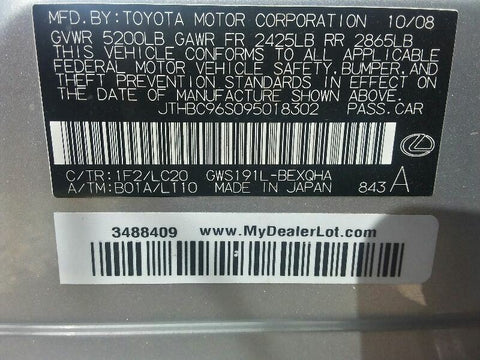 MFD. BY: TOYOTA MOTOR CORPORATION 10/08
GVWR 5200LB GAWR FR 2425LB RR 2865LB
THIS VEHICLE CONFORMS TO ALL APPLICABLE
FEDERAL MOTOR VEHICLE SAFETY, BUMPER, AND
THEFT PREVENTION STANDARDS IN EFFECT ON
THE DATE OF MANUFACTURE SHOWN ABOVE.
JTHBC96S095018302 PASS. CAR
C/TR: 1F2/LC20 GWS191L-BEXQHA
A/TM: B01A/L110 MADE IN JAPAN 843 A
3488409 www.MyDealerLot.com